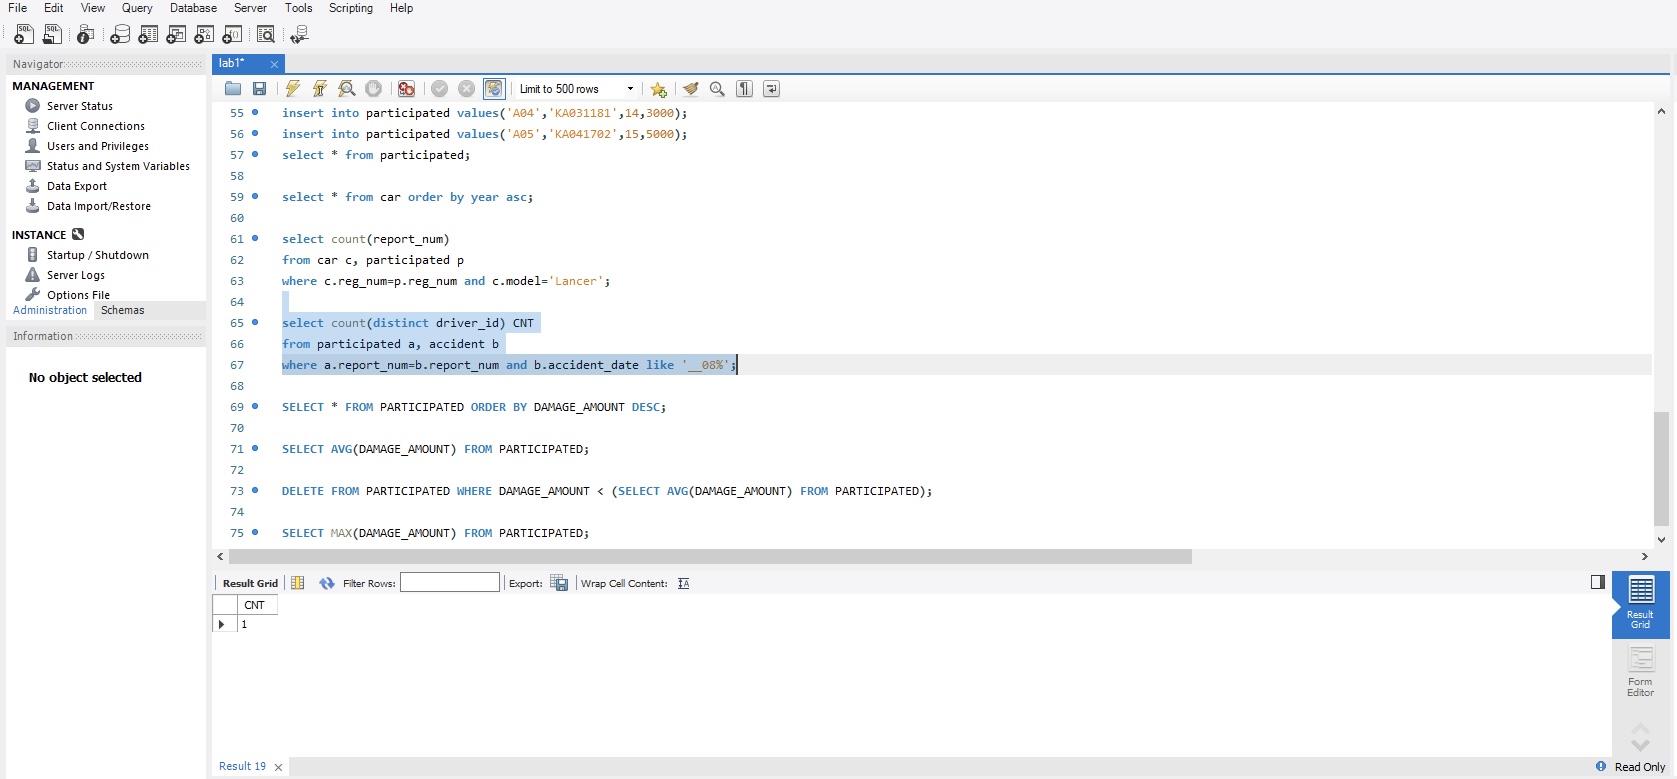 File Edit View Query Database Server Tools Scripting Help
Navigator
MANAGEMENT
Server Status
Client Connections
Users and Privileges
Status and System Variables
Data Export
Data Import/Restore
INSTANCE
Startup / Shutdown
Server Logs
Options File
Administration Schemas
Information
No object selected
lab1*
Limit to 500 rows
55 insert into participated values('A04','KA031181',14,3000);
56 insert into participated values('A05','KA041702',15,5000);
57 select * from participated;
58
59 select * from car order by year asc;
60
61 select count(report_num)
62 from car c, participated p
63 where c.reg_num=p.reg_num and c.model='Lancer';
64
65 select count(distinct driver_id) CNT
66 from participated a, accident b
67 where a.report_num=b.report_num and b.accident_date like '__08%';
68
69 SELECT * FROM PARTICIPATED ORDER BY DAMAGE_AMOUNT DESC;
70
71 SELECT AVG(DAMAGE_AMOUNT) FROM PARTICIPATED;
72
73 DELETE FROM PARTICIPATED WHERE DAMAGE_AMOUNT < (SELECT AVG(DAMAGE_AMOUNT) FROM PARTICIPATED);
74
75 SELECT MAX(DAMAGE_AMOUNT) FROM PARTICIPATED;
Result Grid Filter Rows: Export: Wrap Cell Content:
CNT
1
Result
Grid
Form
Editor
Result 19
Read Only